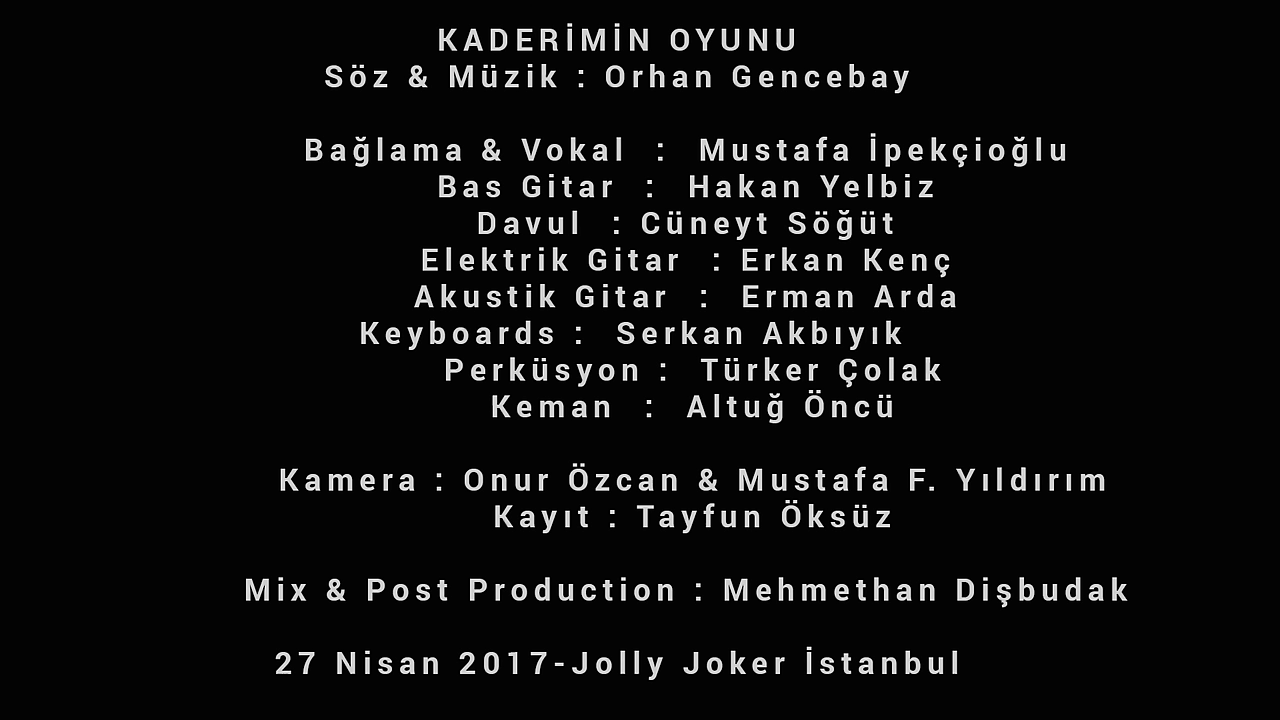 KADERİMİN OYUNU
Söz & Müzik : Orhan Gencebay
Bağlama & Vokal : Mustafa İpekçioğlu
Bas Gitar : Hakan Yelbiz
Davul : Cüneyt Söğüt
Elektrik Gitar : Erkan Kenç
Akustik Gitar : Erman Arda
Keyboards : Serkan Akbıyık
Perküsyon : Türker Çolak
Keman : Altuğ Öncü
Kamera : Onur Özcan & Mustafa F. Yıldırım
Kayıt : Tayfun Öksüz
Mix & Post Production : Mehmethan Dişbudak
27 Nisan 2017-Jolly Joker İstanbul